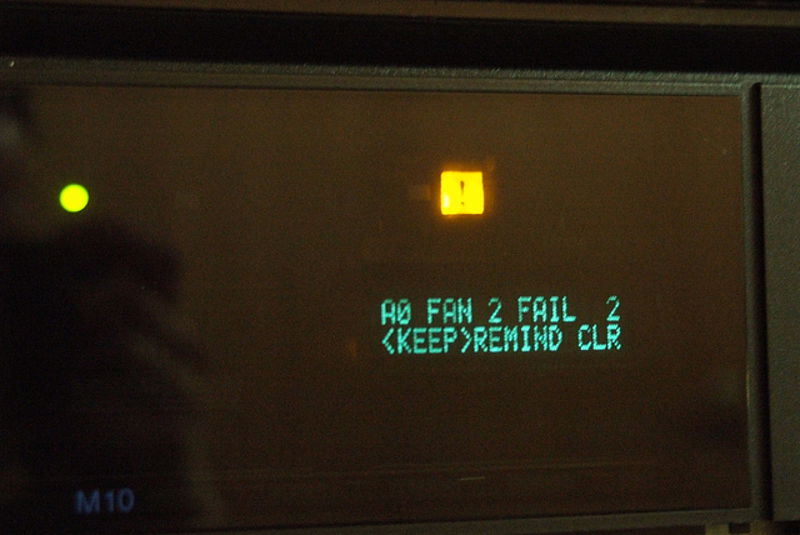 !
A0 FAN 2 FAIL 2
<KEEP>REMIND CLR
M10